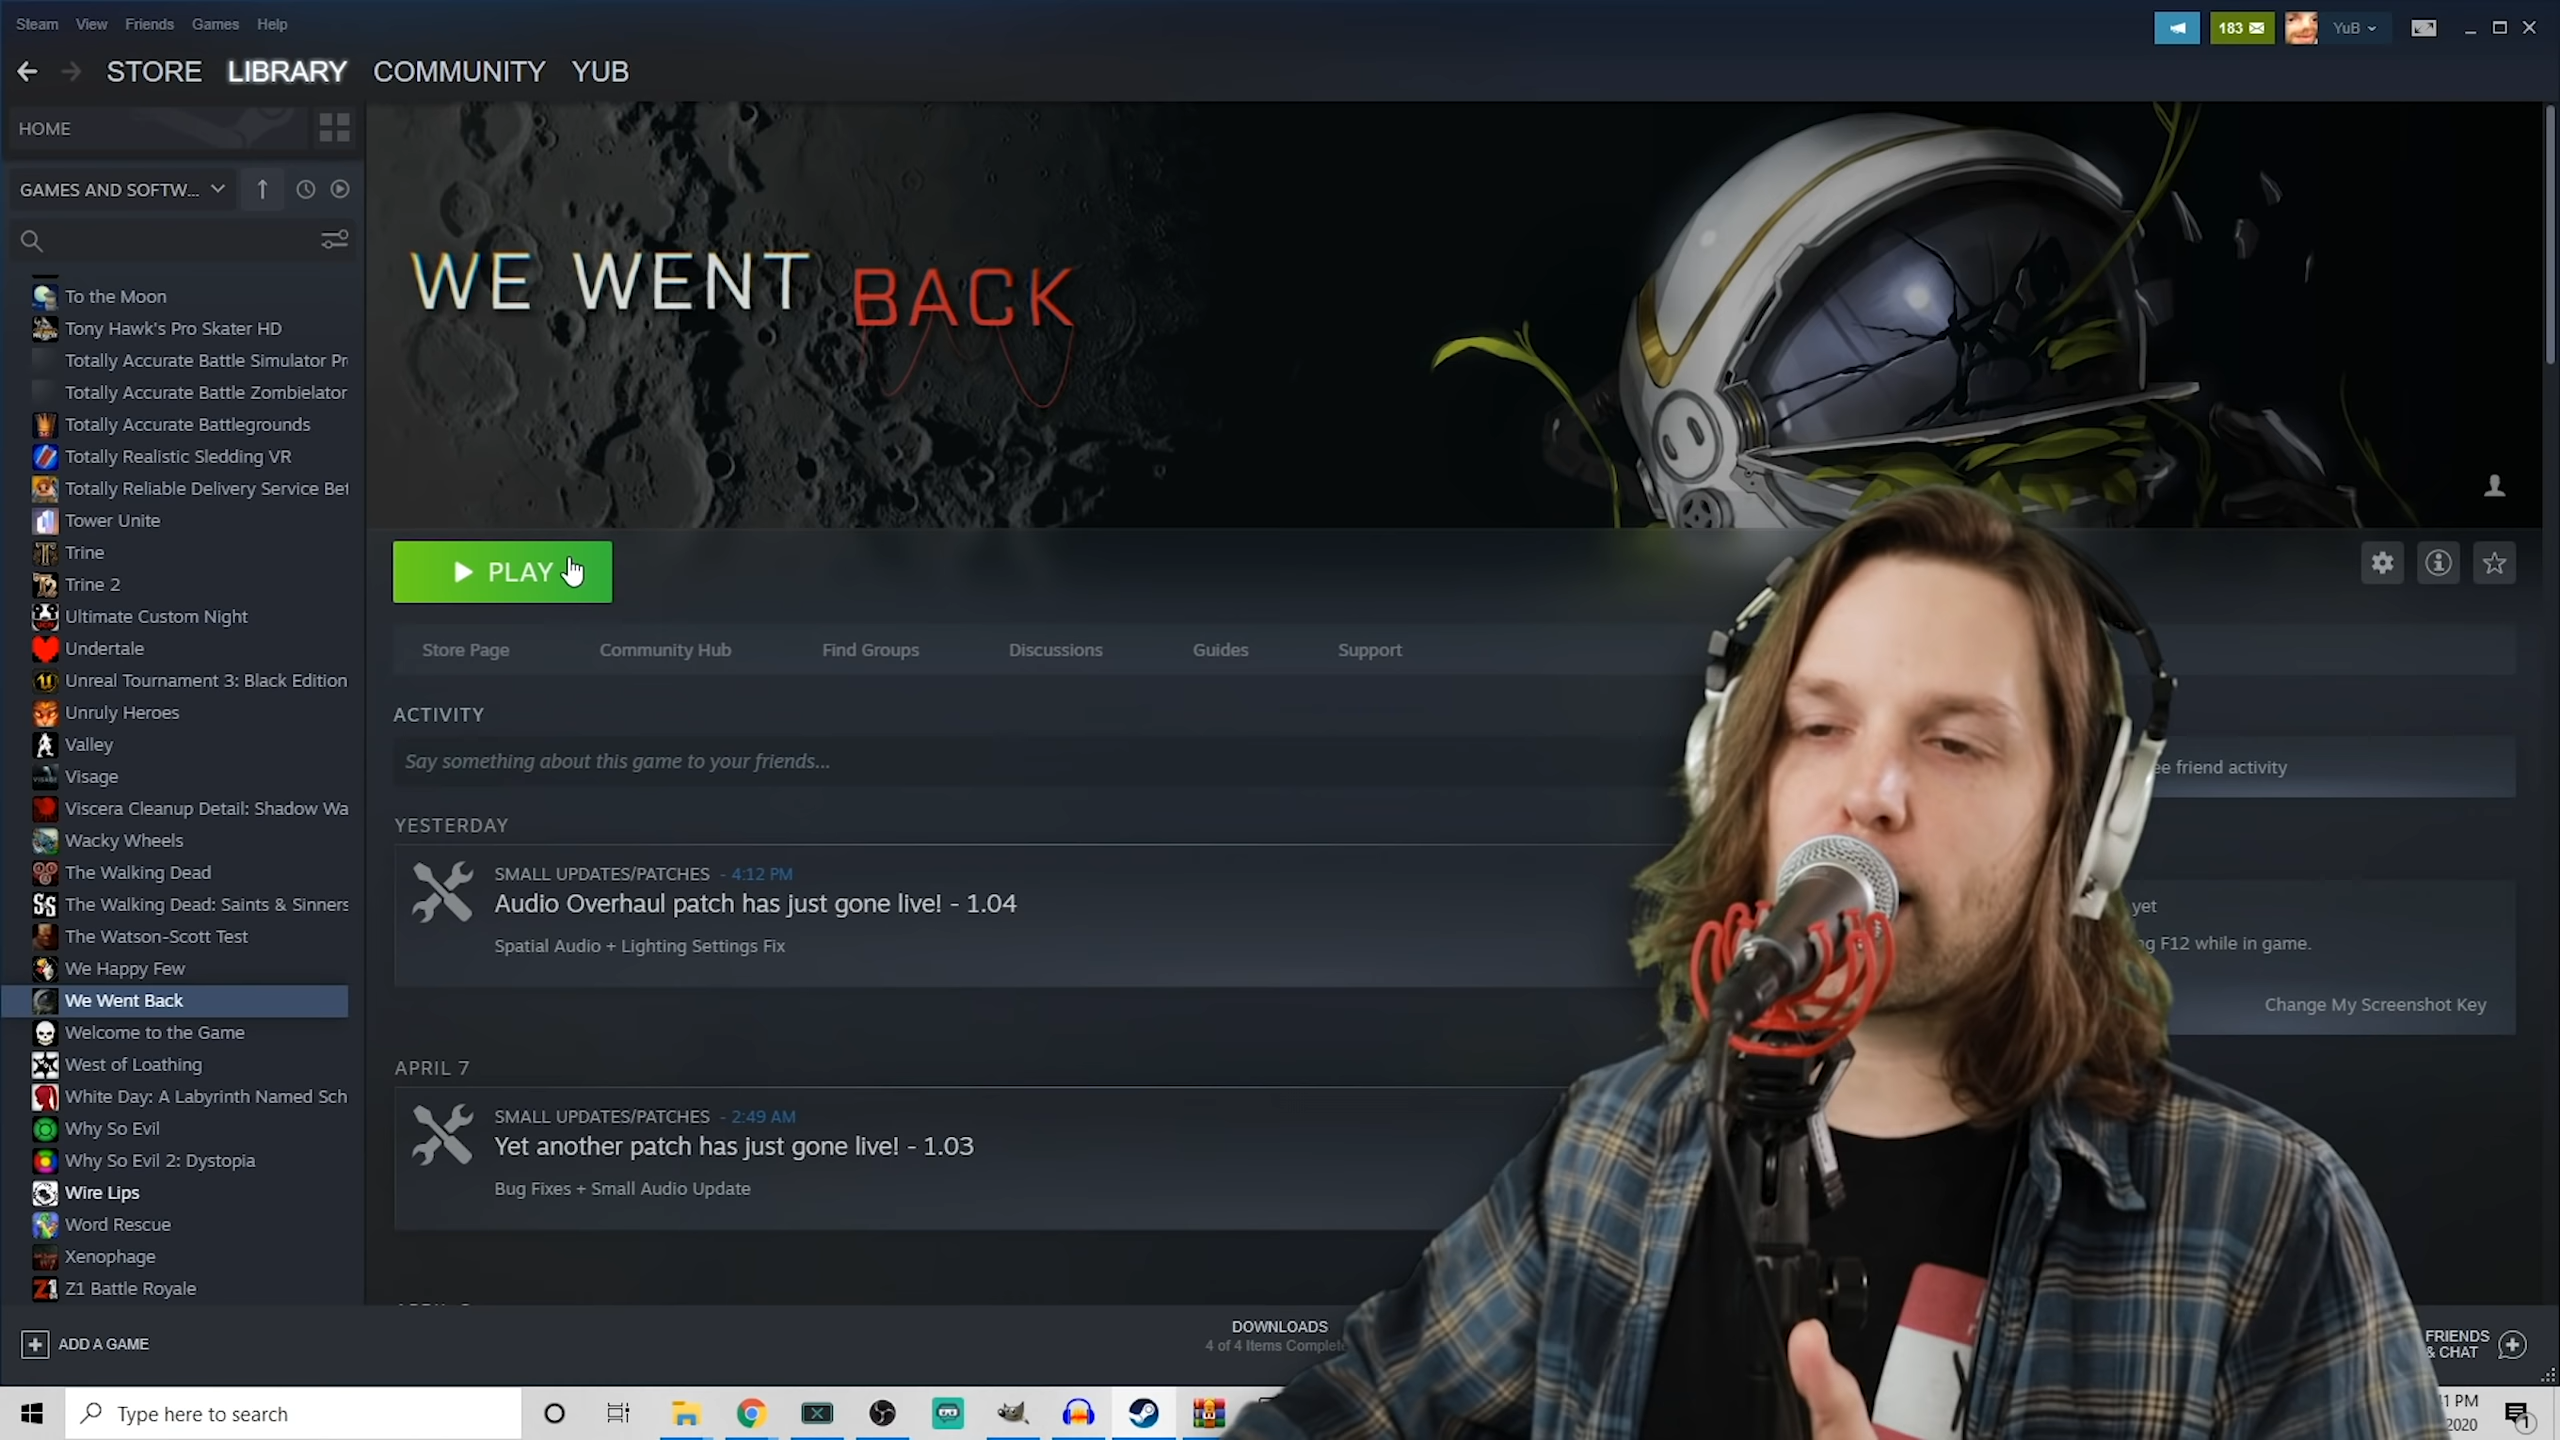 Steam View Friends Games Help
183
YuB
STORE LIBRARY COMMUNITY YUB
HOME
GAMES AND SOFTW...
WE WENT BACK
To the Moon
Tony Hawk's Pro Skater HD
Totally Accurate Battle Simulator Pr
Totally Accurate Battle Zombielator
Totally Accurate Battlegrounds
Totally Realistic Sledding VR
Totally Reliable Delivery Service Bet
Tower Unite
Trine
Trine 2
Ultimate Custom Night
Undertale
Unreal Tournament 3: Black Edition
Unruly Heroes
Valley
Visage
Viscera Cleanup Detail: Shadow Wa
Wacky Wheels
The Walking Dead
The Walking Dead: Saints & Sinners
The Watson-Scott Test
We Happy Few
We Went Back
Welcome to the Game
West of Loathing
White Day: A Labyrinth Named Sch
Why So Evil
Why So Evil 2: Dystopia
Wire Lips
Word Rescue
Xenophage
Z1 Battle Royale
PLAY
Store Page Community Hub Find Groups Discussions Guides Support
ACTIVITY
Say something about this game to your friends...
YESTERDAY
SMALL UPDATES/PATCHES - 4:12 PM
Audio Overhaul patch has just gone live! - 1.04
Spatial Audio + Lighting Settings Fix
APRIL 7
SMALL UPDATES/PATCHES - 2:49 AM
Yet another patch has just gone live! - 1.03
Bug Fixes + Small Audio Update
friend activity
yet
F12 while in game.
Change My Screenshot Key
ADD A GAME
DOWNLOADS
4 of 4 Items Complete
FRIENDS
& CHAT
Type here to search
1 PM
2020
1